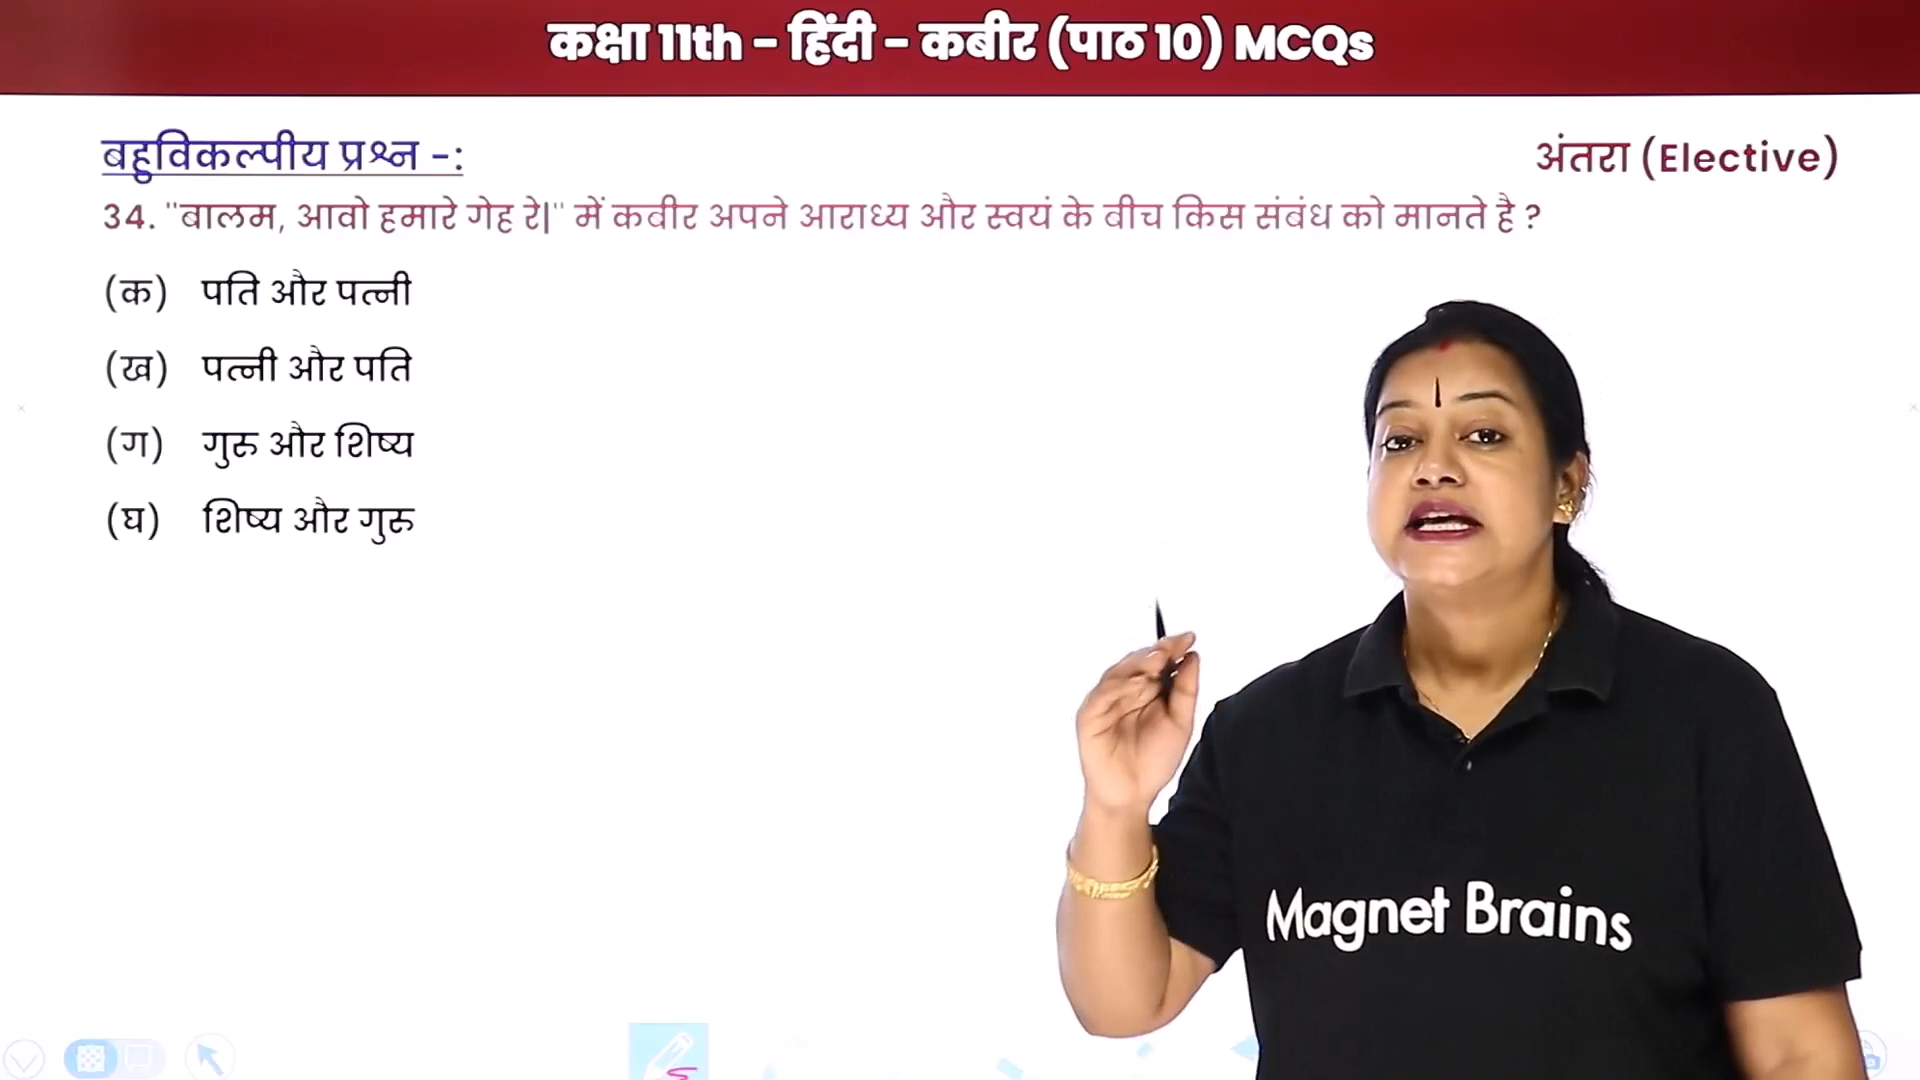 कक्षा 11th - हिंदी - कबीर (पाठ 10) MCQs
बहुविकल्पीय प्रश्न -:
अंतरा (Elective)
34. "बालम, आवो हमारे गेह रे|" में कबीर अपने आराध्य और स्वयं के बीच किस संबंध को मानते है ?
(क) पति और पत्नी
(ख) पत्नी और पति
(ग) गुरु और शिष्य
(घ) शिष्य और गुरु
Magnet Brains